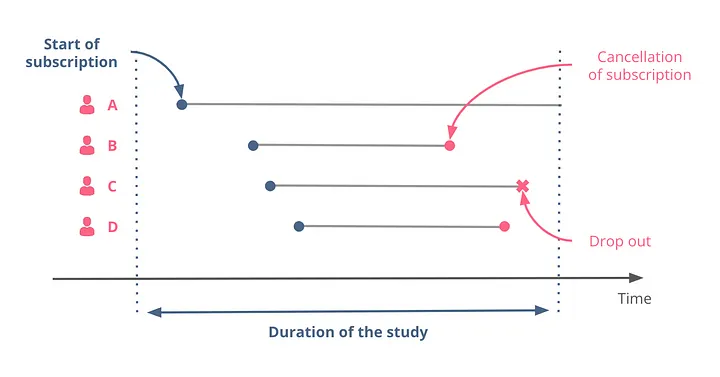 Start of
subscription
Cancellation
of subscription
A
B
C
D
Drop out
Time
Duration of the study